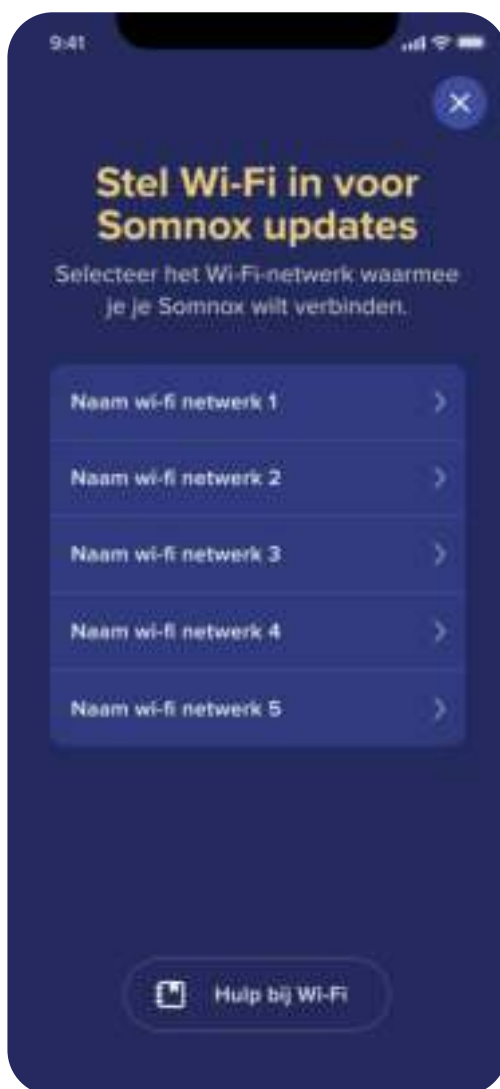 9:41
Stel Wi-Fi in voor
Somnox updates
Selecteer het Wi-Fi-netwerk waarmee
je je Somnox wilt verbinden.
Naam wi-fi netwerk 1
Naam wi-fi netwerk 2
Naam wi-fi netwerk 3
Naam wi-fi netwerk 4
Naam wi-fi netwerk 5
Hulp bij Wi-Fi